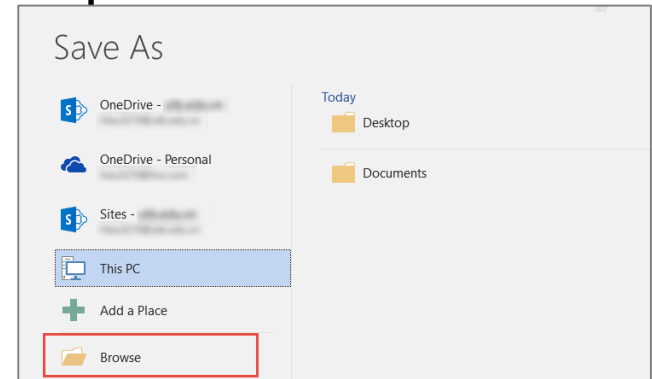 Save As
OneDrive -
OneDrive - Personal
Sites -
This PC
Add a Place
Browse
Today
Desktop
Documents